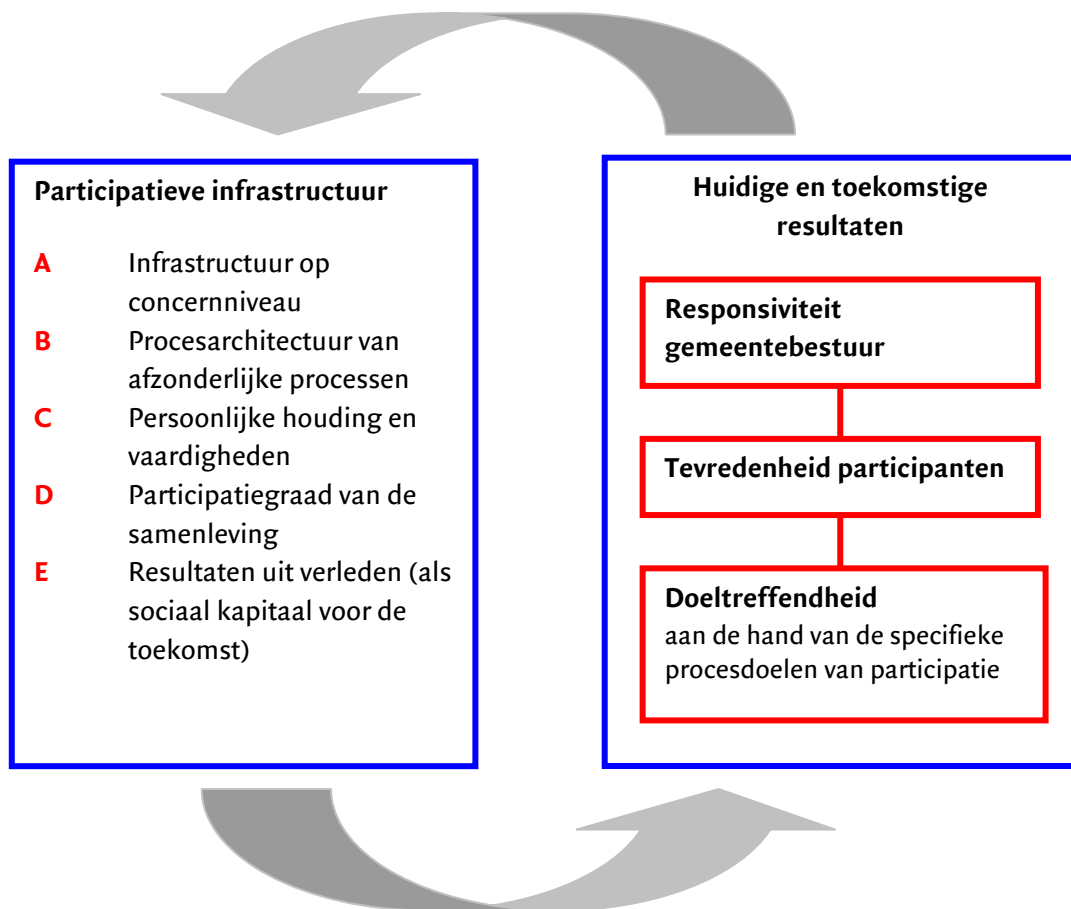 Participatieve infrastructuur
A Infrastructuur op
concernniveau
B Procesarchitectuur van
afzonderlijke processen
C Persoonlijke houding en
vaardigheden
D Participatiegraad van de
samenleving
E Resultaten uit verleden (als
sociaal kapitaal voor de
toekomst)
Huidige en toekomstige
resultaten
Responsiviteit
gemeentebestuur
Tevredenheid participanten
Doeltreffendheid
aan de hand van de specifieke
procesdoelen van participatie